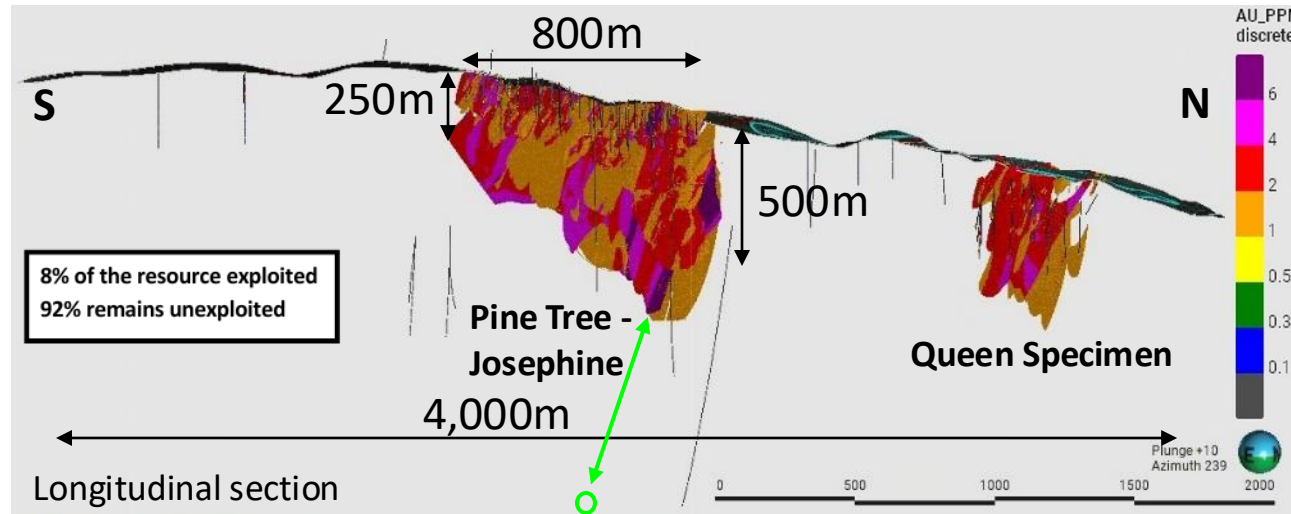 AU_PPM
discrete
800m
S
250m
N
6
4
2
1
0.5
0.3
0.1
500m
8% of the resource exploited
92% remains unexploited
Pine Tree -
Josephine
Queen Specimen
4,000m
Plunge +10
Azimuth 239
E
Longitudinal section
0
500
1000
1500
2000